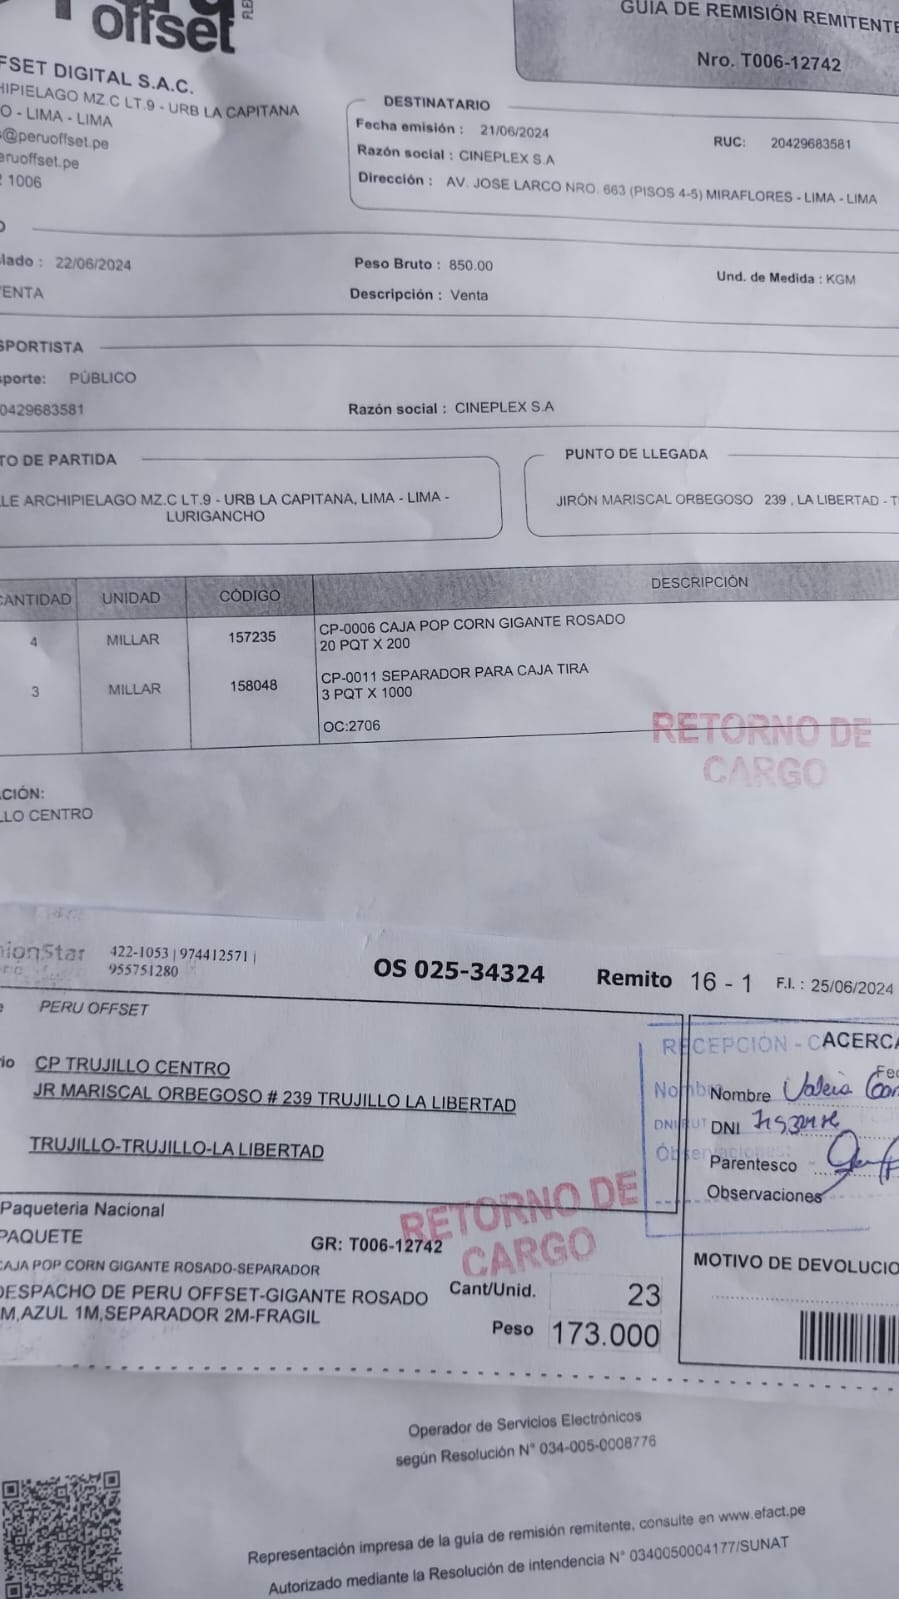 offset
GUIA DE REMISIÓN REMITENTE
Nro. T006-12742
FSET DIGITAL S.A.C.
HIPIELAGO MZ.C LT.9 - URB LA CAPITANA
O - LIMA - LIMA
s@peruoffset.pe
eruoffset.pe
1006
DESTINATARIO
Fecha emisión : 21/06/2024
RUC: 20429683581
Razón social : CINEPLEX S.A
Dirección : AV. JOSE LARCO NRO. 663 (PISOS 4-5) MIRAFLORES - LIMA - LIMA
lado : 22/06/2024
Peso Bruto : 850.00
Und. de Medida : KGM
ENTA
Descripción : Venta
SPORTISTA
sporte: PÚBLICO
0429683581
Razón social : CINEPLEX S.A
TO DE PARTIDA
PUNTO DE LLEGADA
LE ARCHIPIELAGO MZ.C LT.9 - URB LA CAPITANA, LIMA - LIMA -
LURIGANCHO
JIRÓN MARISCAL ORBEGOSO 239 , LA LIBERTAD - T
CANTIDAD UNIDAD CÓDIGO DESCRIPCIÓN
4 MILLAR 157235 CP-0006 CAJA POP CORN GIGANTE ROSADO
20 PQT X 200
3 MILLAR 158048 CP-0011 SEPARADOR PARA CAJA TIRA
3 PQT X 1000
OC:2706
RETORNO DE
CARGO
ACIÓN:
LLO CENTRO
nionStar
422-1053 | 974412571 |
955751280
OS 025-34324
Remito 16 - 1
F.I. : 25/06/2024
PERU OFFSET
io CP TRUJILLO CENTRO
JR MARISCAL ORBEGOSO # 239 TRUJILLO LA LIBERTAD
TRUJILLO-TRUJILLO-LA LIBERTAD
RECEPCIÓN - CACERCA
Fec
Nombre
DNI
Parentesco
Observaciones
Paqueteria Nacional
PAQUETE
GR: T006-12742
RETORNO DE
CARGO
CAJA POP CORN GIGANTE ROSADO-SEPARADOR
DESPACHO DE PERU OFFSET-GIGANTE ROSADO
M,AZUL 1M,SEPARADOR 2M-FRAGIL
Cant/Unid. 23
Peso 173.000
MOTIVO DE DEVOLUCIO
Operador de Servicios Electrónicos
según Resolución N° 034-005-0008776
Representación impresa de la guía de remisión remitente, consulte en www.efact.pe
Autorizado mediante la Resolución de intendencia N° 0340050004177/SUNAT